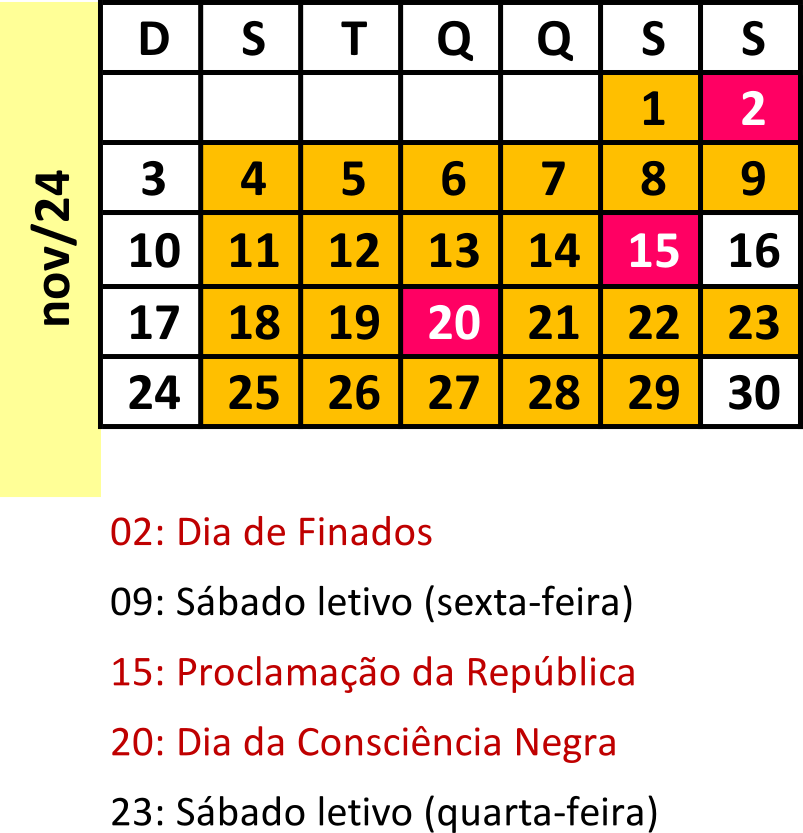 nov/24
D S T Q Q S S
1 2
3 4 5 6 7 8 9
10 11 12 13 14 15 16
17 18 19 20 21 22 23
24 25 26 27 28 29 30
02: Dia de Finados
09: Sábado letivo (sexta-feira)
15: Proclamação da República
20: Dia da Consciência Negra
23: Sábado letivo (quarta-feira)